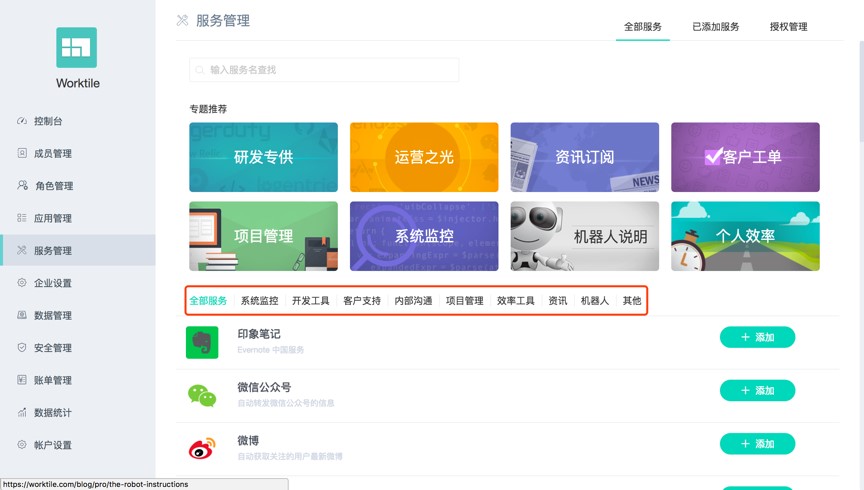 服务管理
全部服务 已添加服务 授权管理
Worktile
输入服务名查找
控制台
成员管理
角色管理
应用管理
服务管理
企业设置
数据管理
安全管理
账单管理
数据统计
帐户设置
专题推荐
研发专供 运营之光 资讯订阅 客户工单
NEWS
项目管理 系统监控 机器人说明 个人效率
全部服务 系统监控 开发工具 客户支持 内部沟通 项目管理 效率工具 资讯 机器人 其他
印象笔记
Evernote 中国服务
+ 添加
微信公众号
自动转发微信公众号的信息
+ 添加
微博
自动获取关注的用户最新微博
+ 添加
https://worktile.com/blog/pro/the-robot-instructions